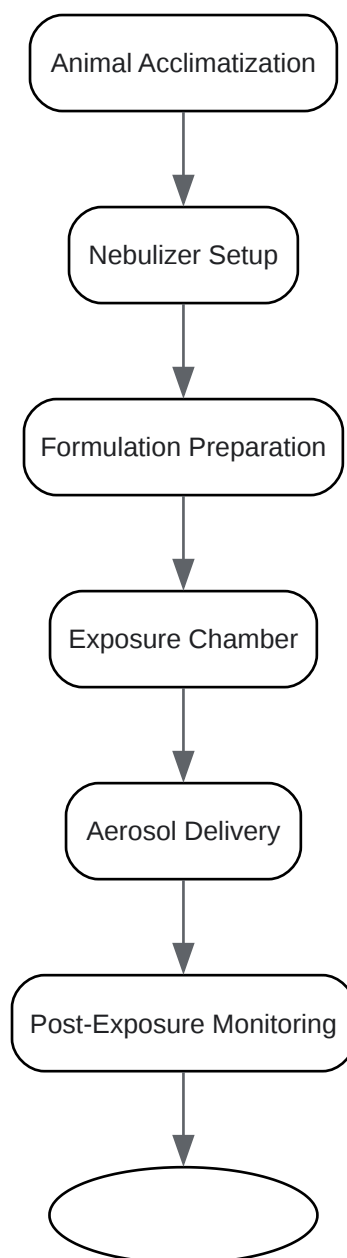 Animal Acclimatization
Nebulizer Setup
Formulation Preparation
Exposure Chamber
Aerosol Delivery
Post-Exposure Monitoring